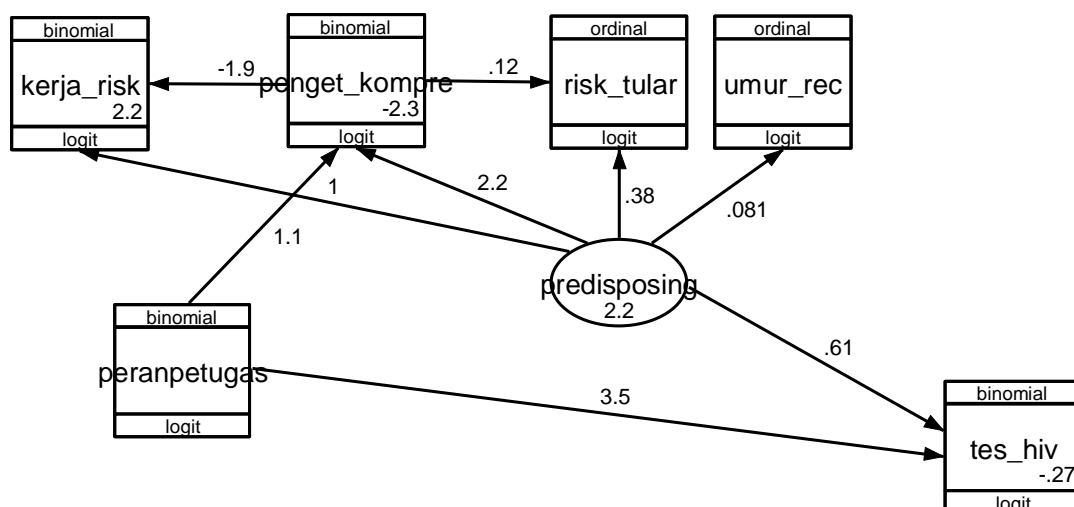 binomial
kerja_risk
2.2
logit
-1.9
binomial
penget_kompre
-2.3
logit
.12
ordinal
risk_tular
logit
ordinal
umur_rec
logit
1
2.2
.38
.081
1.1
predisposing
2.2
binomial
peranpetugas
logit
.61
3.5
binomial
tes_hiv
-.27
logit